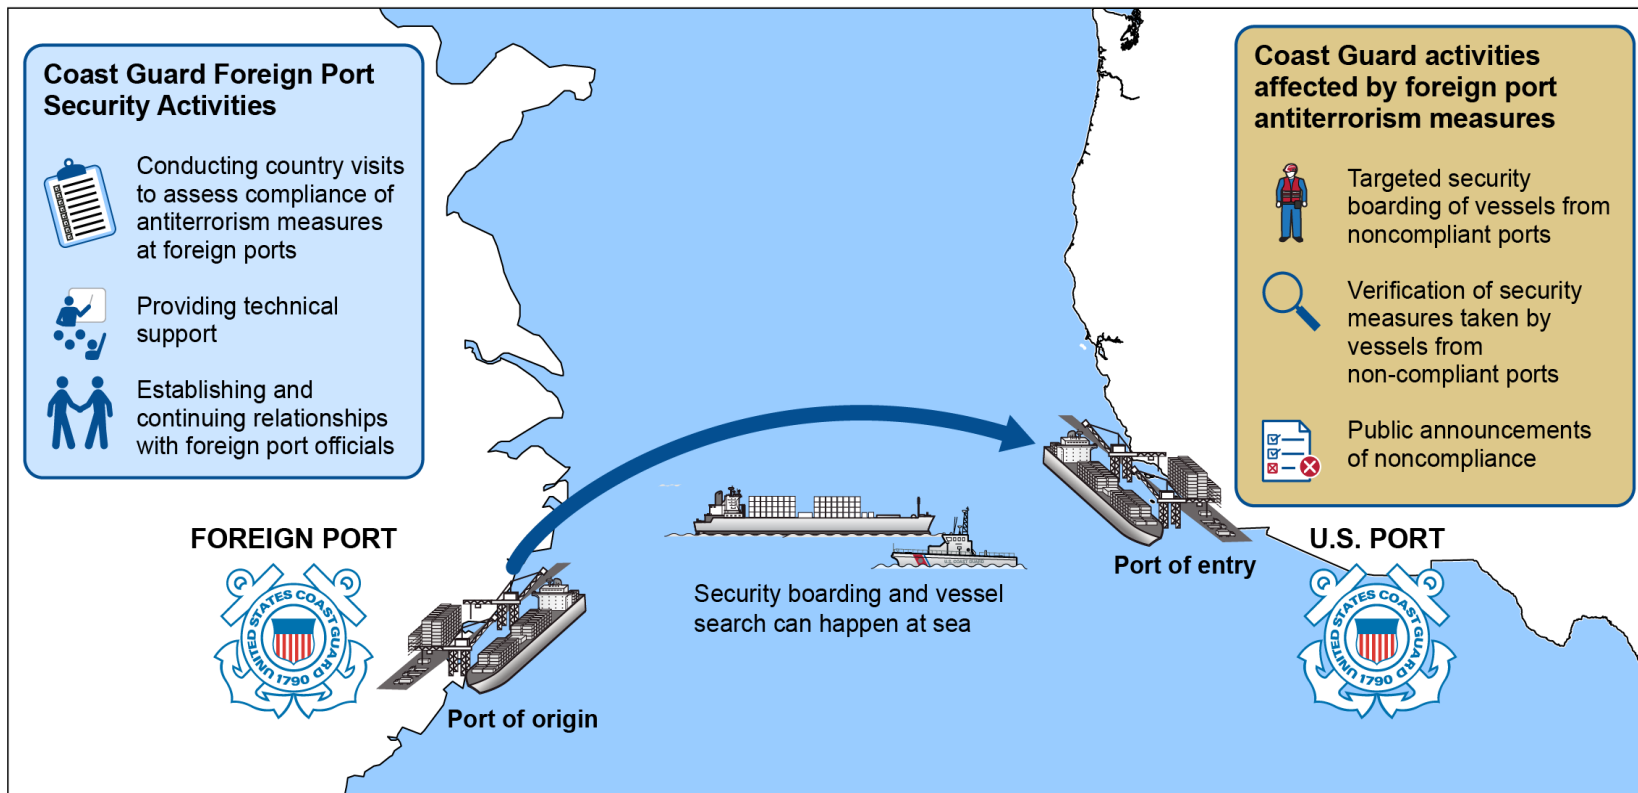 Coast Guard Foreign Port
Security Activities
Conducting country visits
to assess compliance of
antiterrorism measures
at foreign ports
Providing technical
support
Establishing and
continuing relationships
with foreign port officials
FOREIGN PORT
UNITED STATES COAST GUARD
1790
Port of origin
Security boarding and vessel
search can happen at sea
U.S. COAST GUARD
Port of entry
Coast Guard activities
affected by foreign port
antiterrorism measures
Targeted security
boarding of vessels from
noncompliant ports
Verification of security
measures taken by
vessels from
non-compliant ports
Public announcements
of noncompliance
U.S. PORT
UNITED STATES COAST GUARD
1790